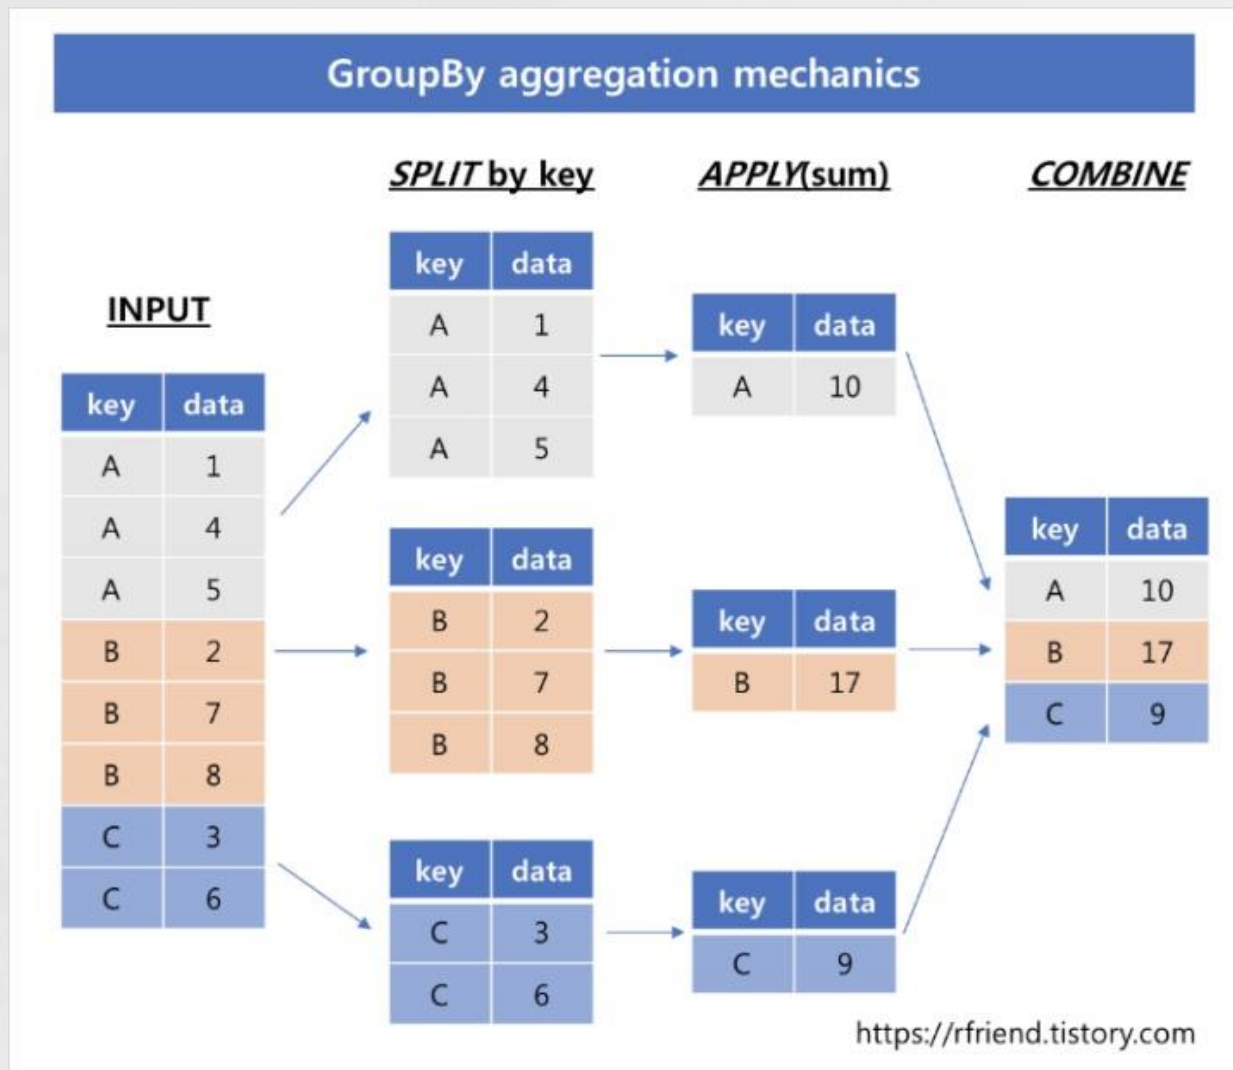 GroupBy aggregation mechanics
INPUT
key data
A 1
A 4
A 5
B 2
B 7
B 8
C 3
C 6
SPLIT by key
key data
A 1
A 4
A 5
key data
B 2
B 7
B 8
key data
C 3
C 6
APPLY(sum)
key data
A 10
key data
B 17
key data
C 9
COMBINE
key data
A 10
B 17
C 9
https://rfriend.tistory.com